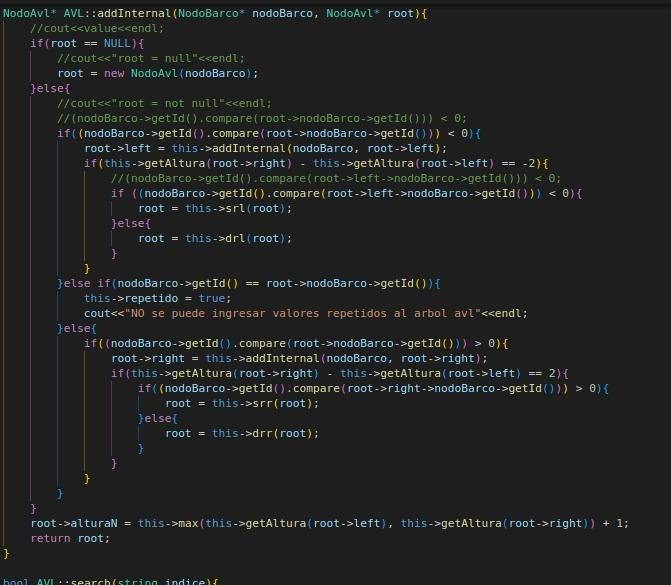 NodoAvl* AVL::addInternal(NodoBarco* nodoBarco, NodoAvl* root){
    //cout<<value<<endl;
    if(root == NULL){
        //cout<<"root = null"<<endl;
        root = new NodoAvl(nodoBarco);
    }else{
        //cout<<"root = not null"<<endl;
        //(nodoBarco->getId().compare(root->nodoBarco->getId())) < 0;
        if((nodoBarco->getId().compare(root->nodoBarco->getId())) < 0){
            root->left = this->addInternal(nodoBarco, root->left);
            if(this->getAltura(root->right) - this->getAltura(root->left) == -2){
                //(nodoBarco->getId().compare(root->left->nodoBarco->getId())) < 0;
                if ((nodoBarco->getId().compare(root->left->nodoBarco->getId())) < 0){
                    root = this->srl(root);
                }else{
                    root = this->drl(root);
                }
            }
        }else if(nodoBarco->getId() == root->nodoBarco->getId()){
            this->repetido = true;
            cout<<"NO se puede ingresar valores repetidos al arbol avl"<<endl;
        }else{
            if((nodoBarco->getId().compare(root->nodoBarco->getId())) > 0){
                root->right = this->addInternal(nodoBarco, root->right);
                if(this->getAltura(root->right) - this->getAltura(root->left) == 2){
                    if((nodoBarco->getId().compare(root->right->nodoBarco->getId())) > 0){
                        root = this->srr(root);
                    }else{
                        root = this->drr(root);
                    }
                }
            }
        }
    }
    root->alturaN = this->max(this->getAltura(root->left), this->getAltura(root->right)) + 1;
    return root;
}
bool AVL::search(string indice){